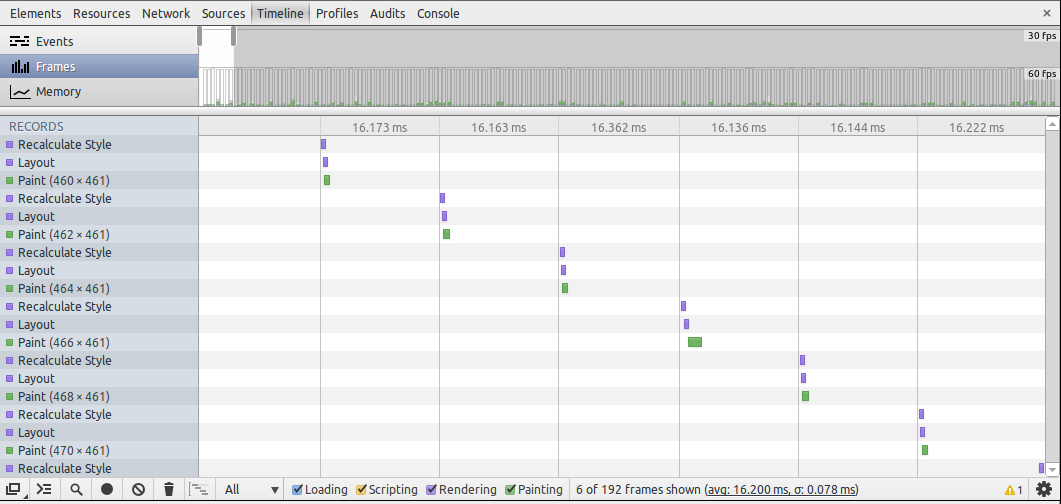 Elements Resources Network Sources Timeline Profiles Audits Console ×
Events
Frames
Memory
30 fps
60 fps
RECORDS 16.173 ms 16.163 ms 16.362 ms 16.136 ms 16.144 ms 16.222 ms
Recalculate Style
Layout
Paint (460 × 461)
Recalculate Style
Layout
Paint (462 × 461)
Recalculate Style
Layout
Paint (464 × 461)
Recalculate Style
Layout
Paint (466 × 461)
Recalculate Style
Layout
Paint (468 × 461)
Recalculate Style
Layout
Paint (470 × 461)
Recalculate Style
All Loading Scripting Rendering Painting 6 of 192 frames shown (avg: 16.200 ms, σ: 0.078 ms) 1